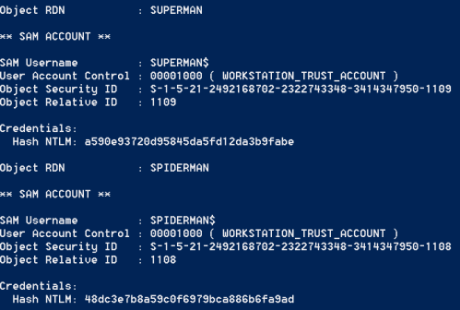 Object RDN : SUPERMAN
** SAM ACCOUNT **
SAM Username : SUPERMAN$
User Account Control : 00001000 ( WORKSTATION_TRUST_ACCOUNT )
Object Security ID : S-1-5-21-2492168702-2322743348-3414347950-1109
Object Relative ID : 1109
Credentials:
Hash NTLM: a590e93720d95845da5fd12da3b9fabe
Object RDN : SPIDERMAN
** SAM ACCOUNT **
SAM Username : SPIDERMAN$
User Account Control : 00001000 ( WORKSTATION_TRUST_ACCOUNT )
Object Security ID : S-1-5-21-2492168702-2322743348-3414347950-1108
Object Relative ID : 1108
Credentials:
Hash NTLM: 48dc3e7b8a59c0f6979bca886b6fa9ad